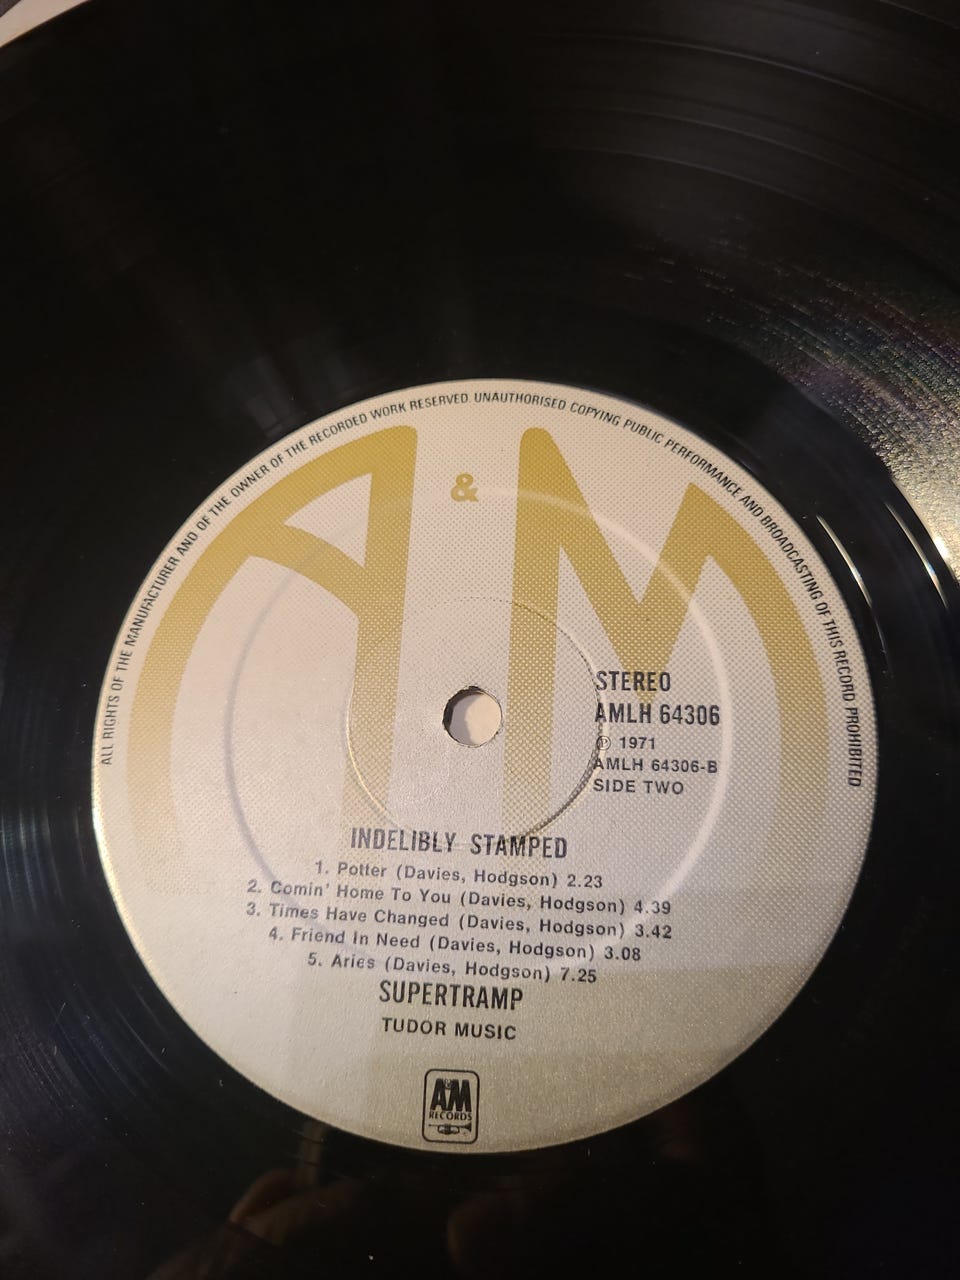 ALL RIGHTS OF THE MANUFACTURER AND OF THE OWNER OF THE RECORDED WORK RESERVED. UNAUTHORISED COPYING PUBLIC PERFORMANCE AND BROADCASTING OF THIS RECORD PROHIBITED
A & M
STEREO
AMLH 64306
℗ 1971
AMLH 64306-B
SIDE TWO
INDELIBLY STAMPED
1. Potter (Davies, Hodgson) 2.23
2. Comin' Home To You (Davies, Hodgson) 4.39
3. Times Have Changed (Davies, Hodgson) 3.42
4. Friend In Need (Davies, Hodgson) 3.08
5. Aries (Davies, Hodgson) 7.25
SUPERTRAMP
TUDOR MUSIC
A&M
RECORDS